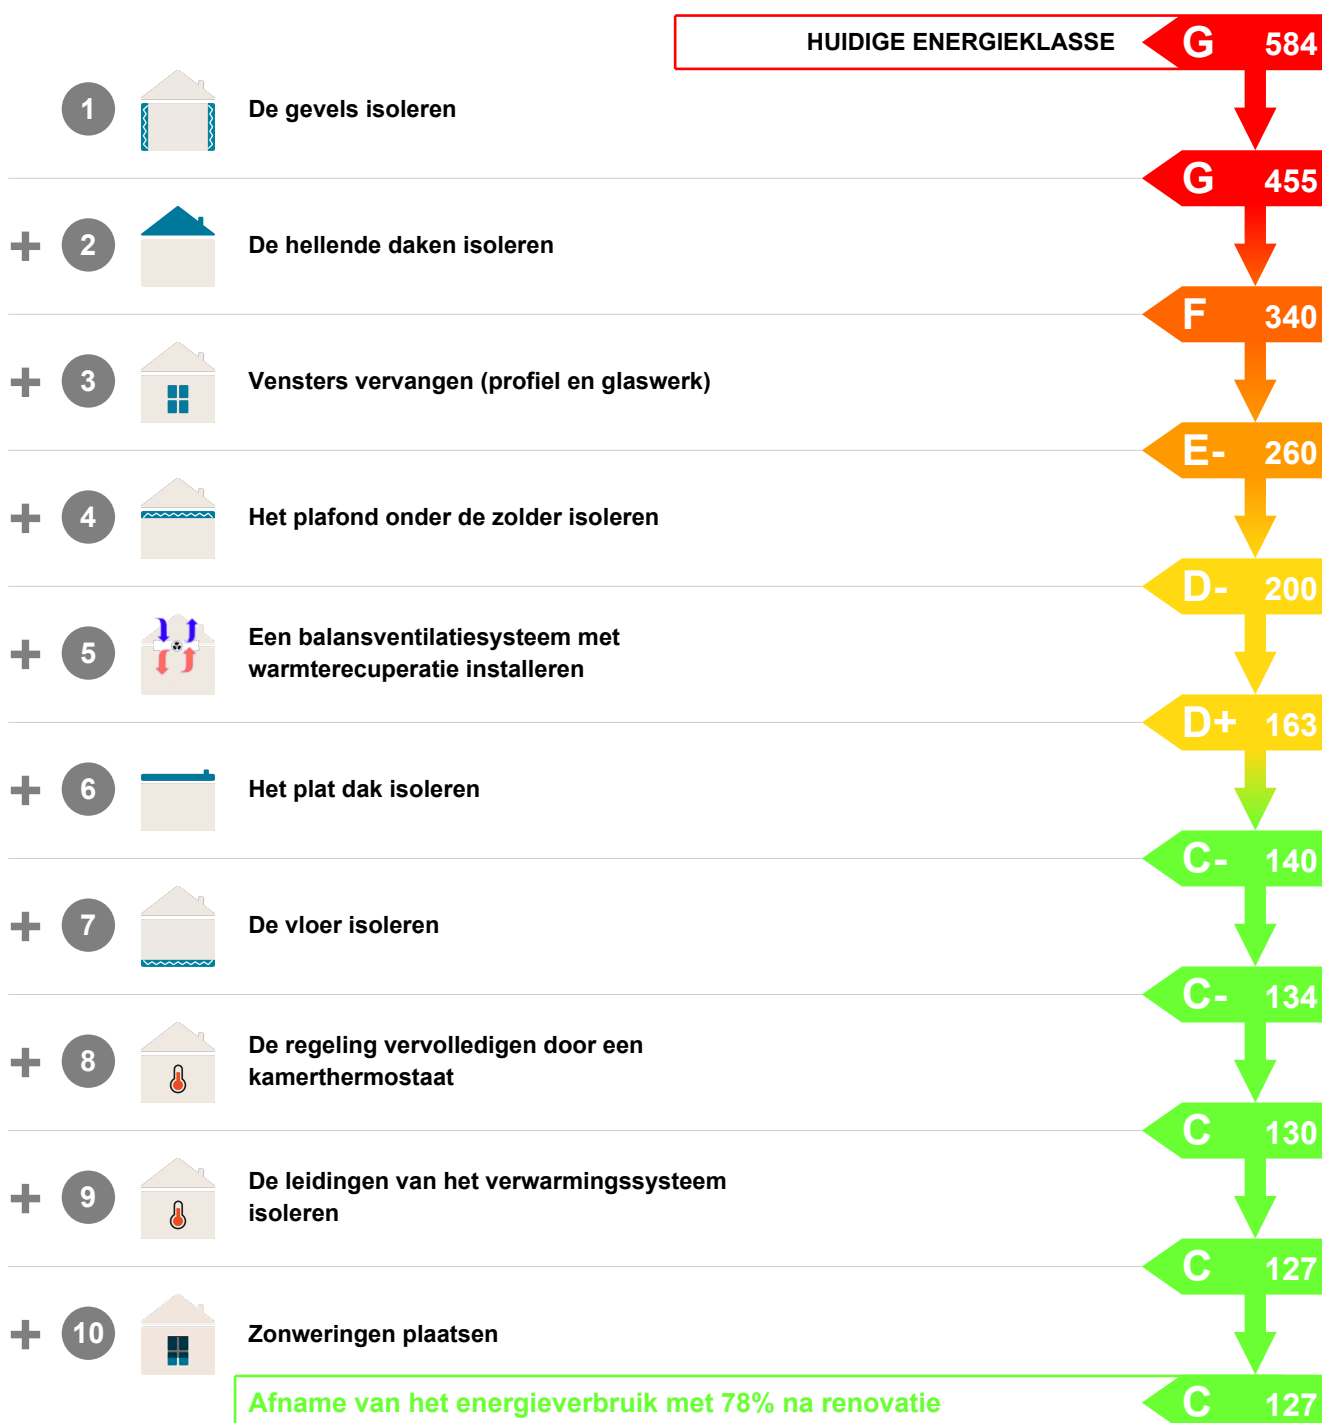 HUIDIGE ENERGIEKLASSE G 584
1 De gevels isoleren
G 455
+ 2 De hellende daken isoleren
F 340
+ 3 Vensters vervangen (profiel en glaswerk)
E- 260
+ 4 Het plafond onder de zolder isoleren
D- 200
+ 5 Een balansventilatiesysteem met
warmterecuperatie installeren
D+ 163
+ 6 Het plat dak isoleren
C- 140
+ 7 De vloer isoleren
C- 134
+ 8 De regeling vervolledigen door een
kamerthermostaat
C 130
+ 9 De leidingen van het verwarmingssysteem
isoleren
C 127
+ 10 Zonweringen plaatsen
Afname van het energieverbruik met 78% na renovatie C 127